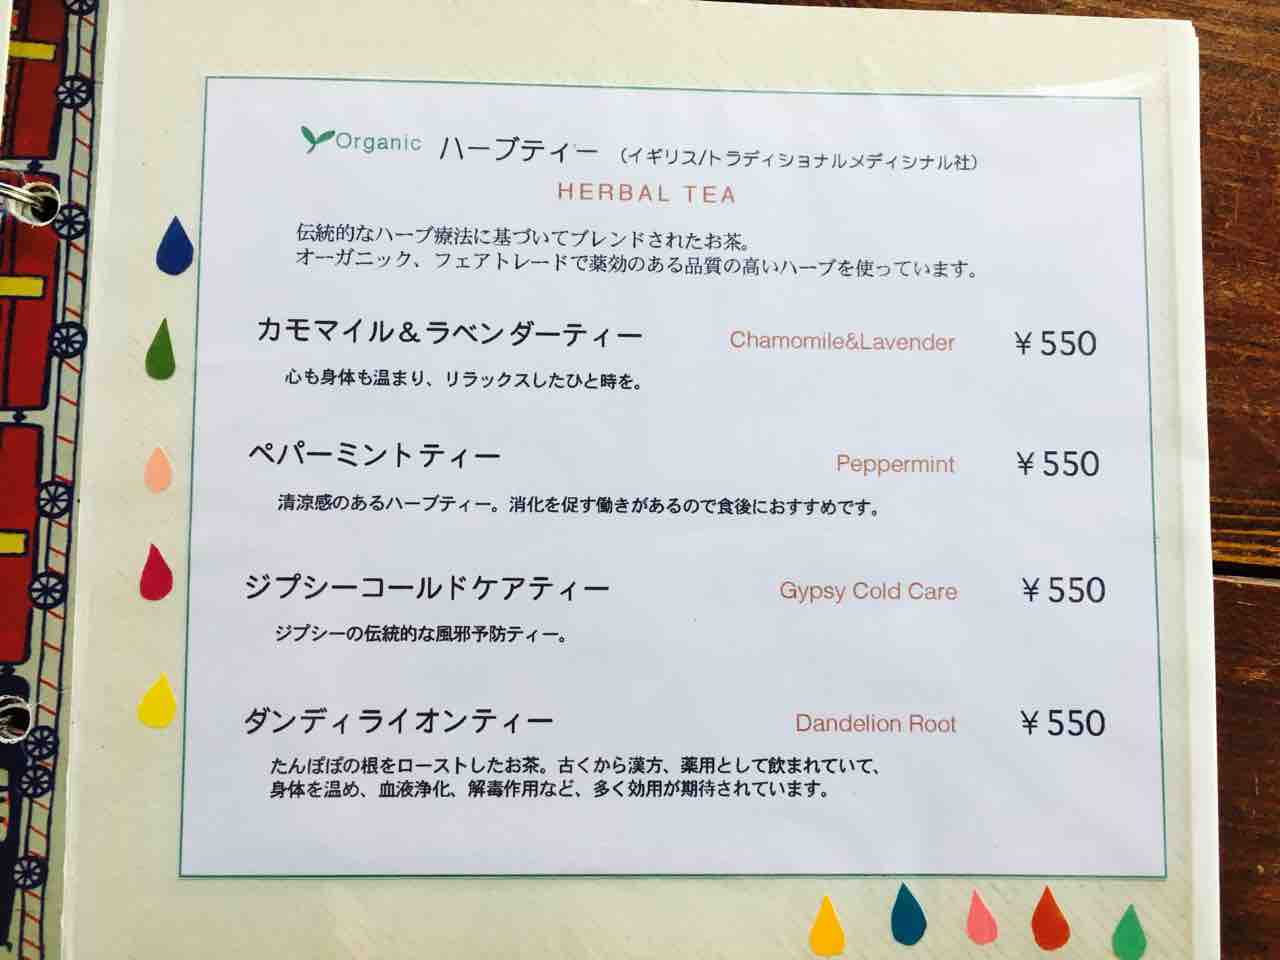 Organic ハーブティー （イギリス/トラディショナルメディシナル社）
HERBAL TEA
伝統的なハーブ療法に基づいてブレンドされたお茶。
オーガニック、フェアトレードで薬効のある品質の高いハーブを使っています。
カモマイル＆ラベンダーティー Chamomile&Lavender ￥550
心も身体も温まり、リラックスしたひと時を。
ペパーミントティー Peppermint ￥550
清涼感のあるハーブティー。消化を促す働きがあるので食後におすすめです。
ジプシーコールドケアティー Gypsy Cold Care ￥550
ジプシーの伝統的な風邪予防ティー。
ダンディライオンティー Dandelion Root ￥550
たんぽぽの根をローストしたお茶。古くから漢方、薬用として飲まれていて、
身体を温め、血液浄化、解毒作用など、多く効用が期待されています。